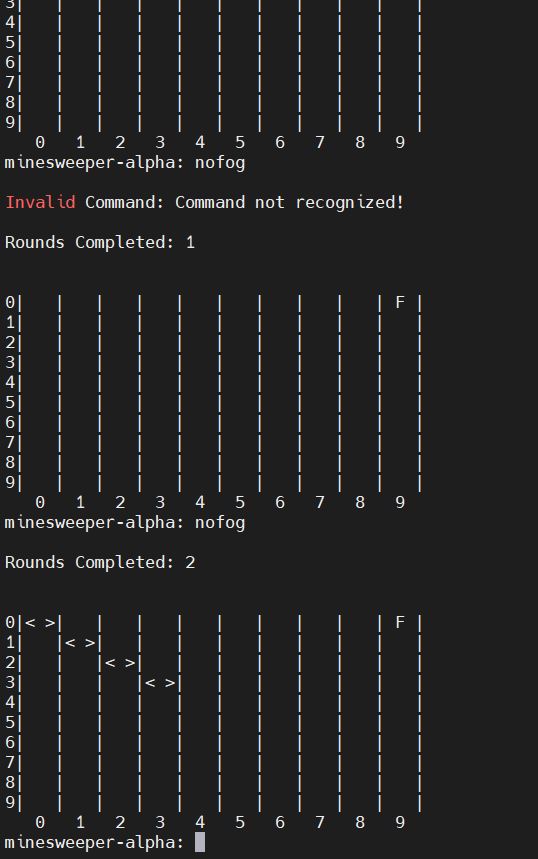 3|   |   |   |   |   |   |   |   |   |   |
4|   |   |   |   |   |   |   |   |   |   |
5|   |   |   |   |   |   |   |   |   |   |
6|   |   |   |   |   |   |   |   |   |   |
7|   |   |   |   |   |   |   |   |   |   |
8|   |   |   |   |   |   |   |   |   |   |
9|   |   |   |   |   |   |   |   |   |   |
   0   1   2   3   4   5   6   7   8   9
minesweeper-alpha: nofog
Invalid Command: Command not recognized!
Rounds Completed: 1
0|   |   |   |   |   |   |   |   |   | F |
1|   |   |   |   |   |   |   |   |   |   |
2|   |   |   |   |   |   |   |   |   |   |
3|   |   |   |   |   |   |   |   |   |   |
4|   |   |   |   |   |   |   |   |   |   |
5|   |   |   |   |   |   |   |   |   |   |
6|   |   |   |   |   |   |   |   |   |   |
7|   |   |   |   |   |   |   |   |   |   |
8|   |   |   |   |   |   |   |   |   |   |
9|   |   |   |   |   |   |   |   |   |   |
   0   1   2   3   4   5   6   7   8   9
minesweeper-alpha: nofog
Rounds Completed: 2
0|< >|   |   |   |   |   |   |   |   | F |
1|   |< >|   |   |   |   |   |   |   |   |
2|   |   |< >|   |   |   |   |   |   |   |
3|   |   |   |< >|   |   |   |   |   |   |
4|   |   |   |   |   |   |   |   |   |   |
5|   |   |   |   |   |   |   |   |   |   |
6|   |   |   |   |   |   |   |   |   |   |
7|   |   |   |   |   |   |   |   |   |   |
8|   |   |   |   |   |   |   |   |   |   |
9|   |   |   |   |   |   |   |   |   |   |
   0   1   2   3   4   5   6   7   8   9
minesweeper-alpha: